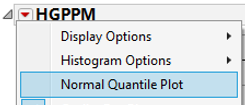 HGPPM
Display Options
Histogram Options
Normal Quantile Plot